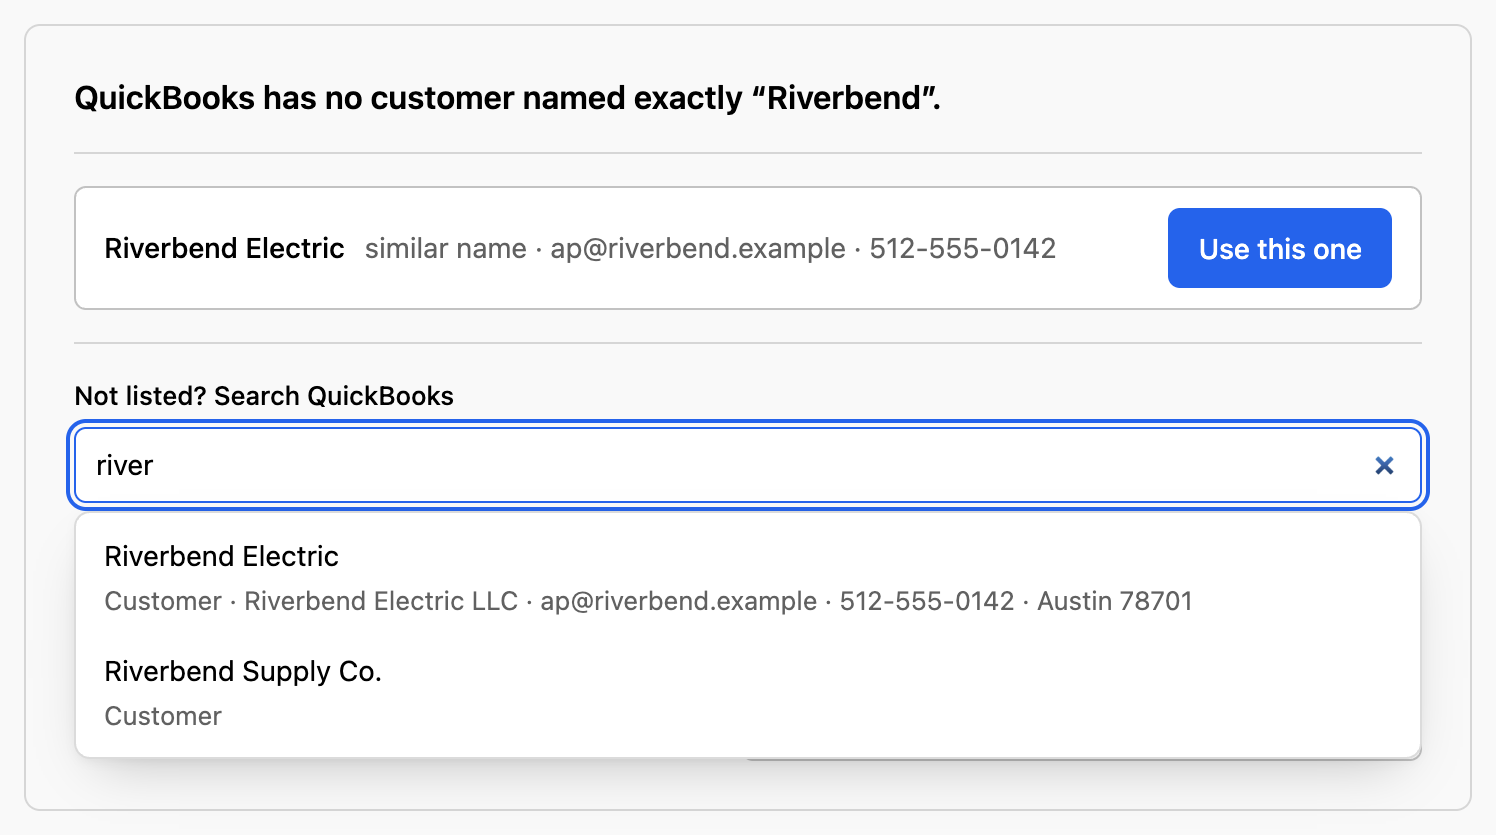 QuickBooks has no customer named exactly “Riverbend”.
Riverbend Electric similar name · ap@riverbend.example · 512-555-0142 Use this one
Not listed? Search QuickBooks
river
Riverbend Electric
Customer · Riverbend Electric LLC · ap@riverbend.example · 512-555-0142 · Austin 78701
Riverbend Supply Co.
Customer